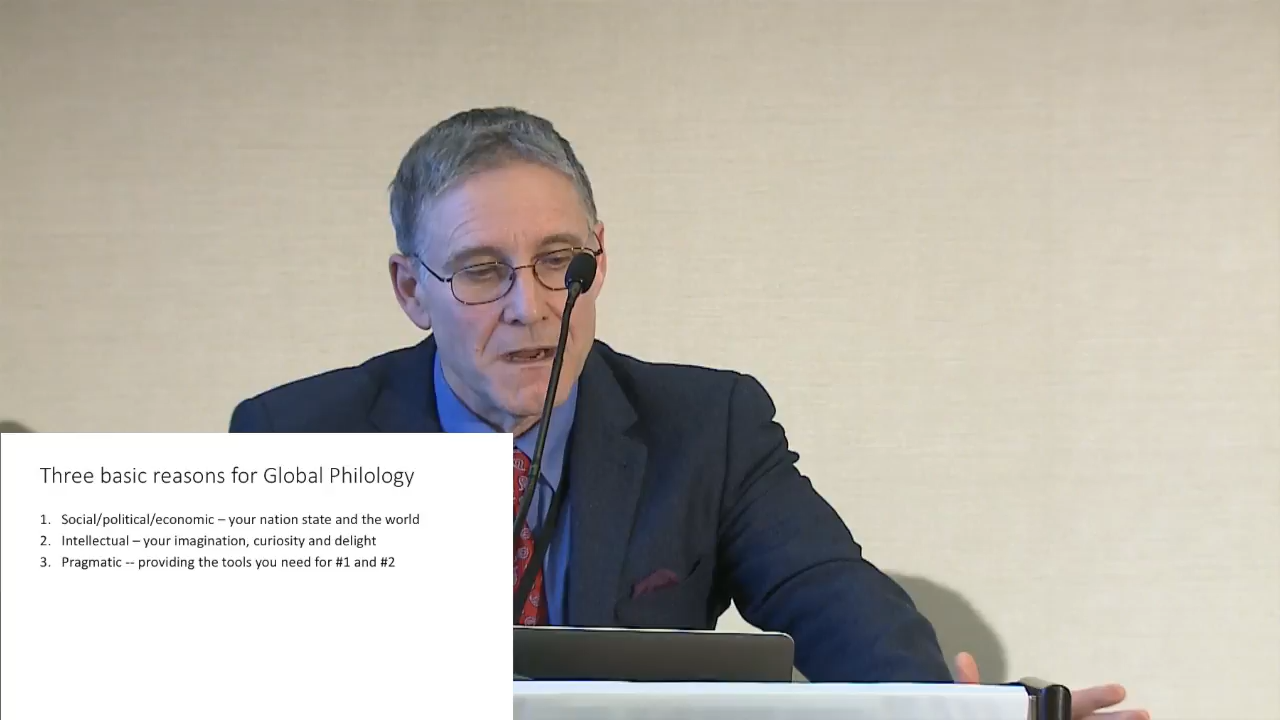 Three basic reasons for Global Philology
1. Social/political/economic – your nation state and the world
2. Intellectual – your imagination, curiosity and delight
3. Pragmatic -- providing the tools you need for #1 and #2